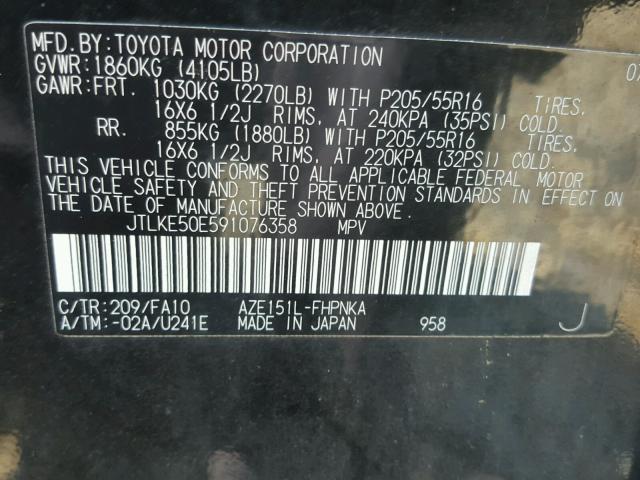 MFD.BY:TOYOTA MOTOR CORPORATION 07
GVWR:1860KG (4105LB)
GAWR:FRT. 1030KG (2270LB) WITH P205/55R16 TIRES,
16X6 1/2J RIMS, AT 240KPA (35PSI) COLD.
RR. 855KG (1880LB) WITH P205/55R16 TIRES,
16X6 1/2J RIMS, AT 220KPA (32PSI) COLD.
THIS VEHICLE CONFORMS TO ALL APPLICABLE FEDERAL MOTOR
VEHICLE SAFETY AND THEFT PREVENTION STANDARDS IN EFFECT
ON THE DATE OF MANUFACTURE SHOWN ABOVE.
JTLKE50E591076358 MPV
C/TR:209/FA10 AZE151L-FHPNKA
A/TM:-02A/U241E MADE IN JAPAN 958 J